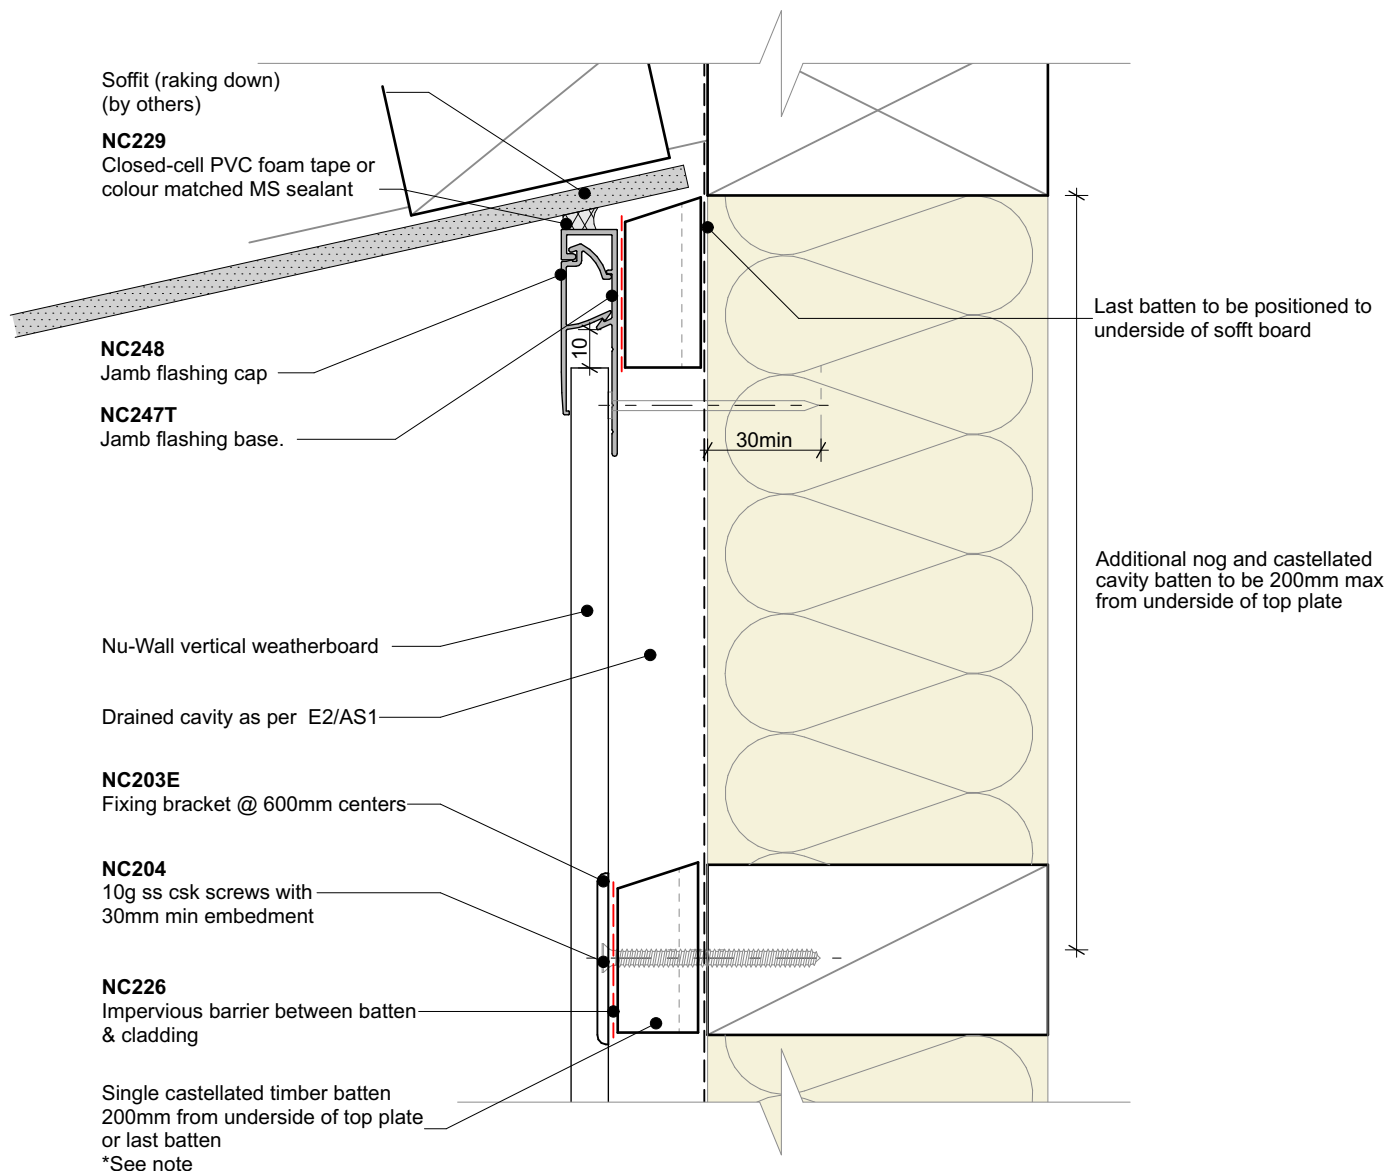 Soffit (raking down)
(by others)
NC229
Closed-cell PVC foam tape or
colour matched MS sealant
NC248
Jamb flashing cap
NC247T
Jamb flashing base.
10
30min
Last batten to be positioned to
underside of sofft board
Additional nog and castellated
cavity batten to be 200mm max
from underside of top plate
Nu-Wall vertical weatherboard
Drained cavity as per E2/AS1
NC203E
Fixing bracket @ 600mm centers
NC204
10g ss csk screws with
30mm min embedment
NC226
Impervious barrier between batten
& cladding
Single castellated timber batten
200mm from underside of top plate
or last batten
*See note